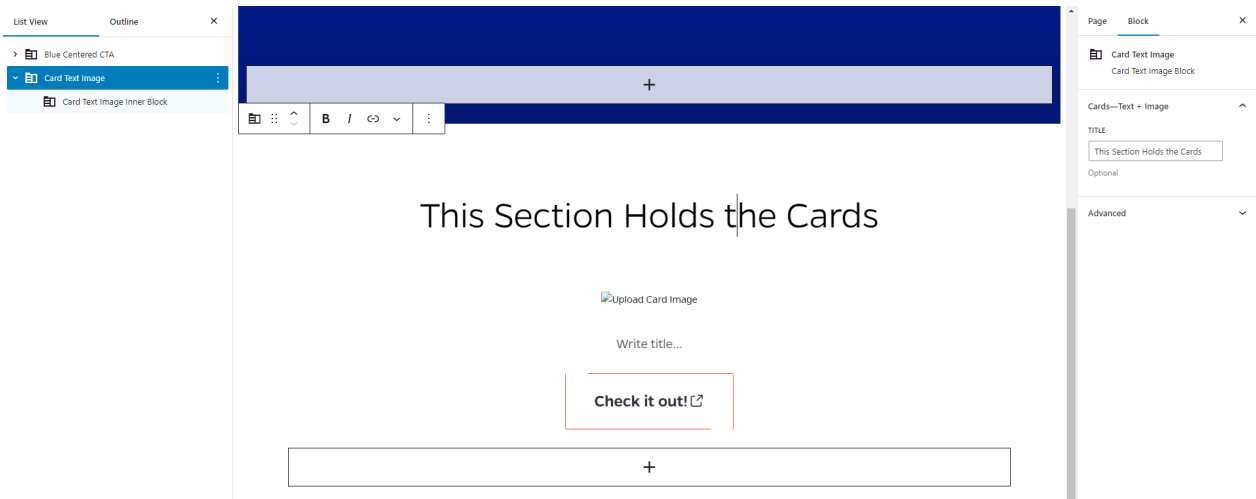 List View
Outline
Blue Centered CTA
Card Text Image
Card Text Image Inner Block
B I
This Section Holds the Cards
Upload Card Image
Write title...
Check it out!
Page
Block
Card Text Image
Card Text Image Block
Cards—Text + Image
TITLE
This Section Holds the Cards
Optional
Advanced